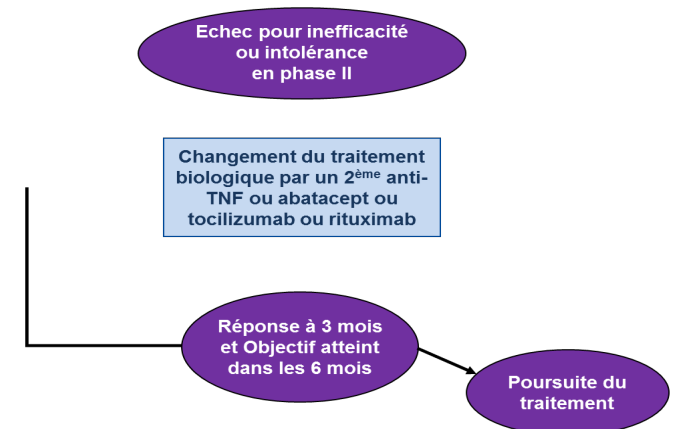 Echec pour inefficacité
ou intolérance
en phase II
Changement du traitement
biologique par un 2ème anti-
TNF ou abatacept ou
tocilizumab ou rituximab
Réponse à 3 mois
et Objectif atteint
dans les 6 mois
Poursuite du
traitement